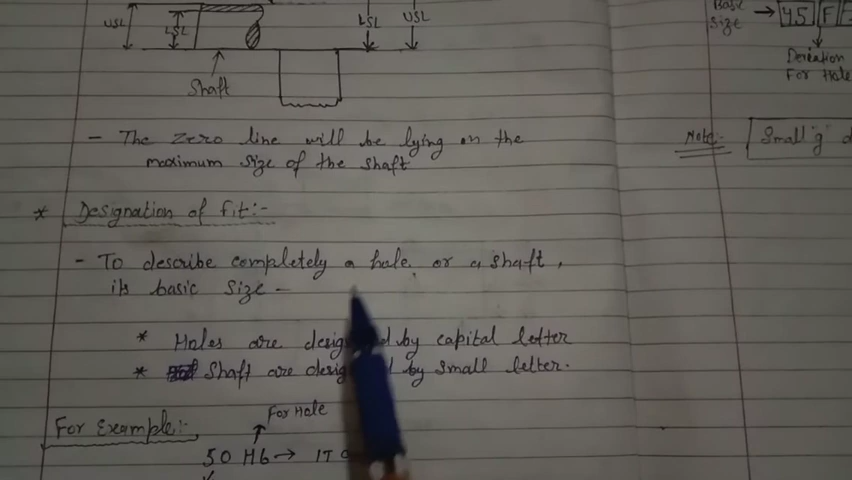 USL
LSL
LSL
USL
Shaft
- The Zero line will be lying on the
maximum size of the shaft
* Designation of fit:-
- To describe completely a hole or a shaft,
its basic size -
* Holes are by capital letter
* Shaft are by small letter.
For Example:-
For Hole
50 H6 → IT
Basic
Size → 45 F
Deviation
For Hole
Note:- Small 'g'